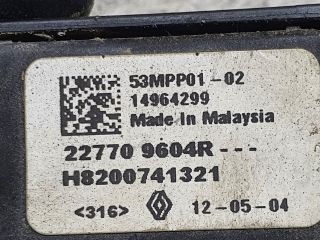 53MPP01-02
14964299
Made In Malaysia
22770 9604R---
H8200741321
<316> 12-05-04